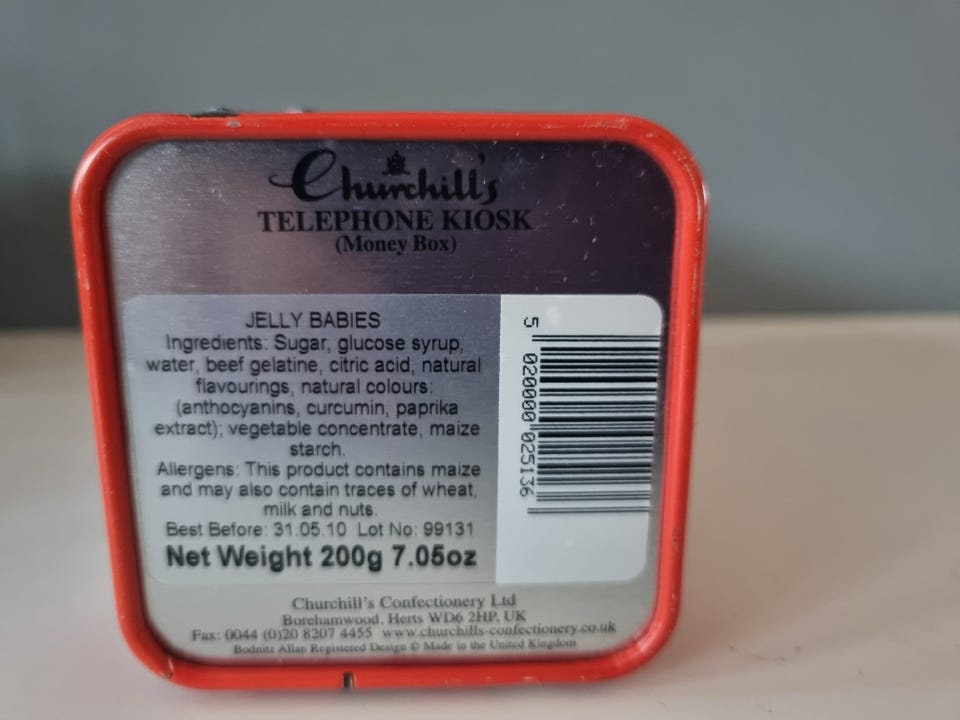 Churchill's
TELEPHONE KIOSK
(Money Box)
JELLY BABIES
Ingredients: Sugar, glucose syrup,
water, beef gelatine, citric acid, natural
flavourings, natural colours:
(anthocyanins, curcumin, paprika
extract); vegetable concentrate, maize
starch.
Allergens: This product contains maize
and may also contain traces of wheat,
milk and nuts.
Best Before: 31.05.10 Lot No: 99131
Net Weight 200g 7.05oz
5 020000 025136
Churchill's Confectionery Ltd
Borehamwood, Herts WD6 2HP, UK
Fax: 0044 (0)20 8207 4455 www.churchills-confectionery.co.uk
Bodnitz Allan Registered Design © Made in the United Kingdom